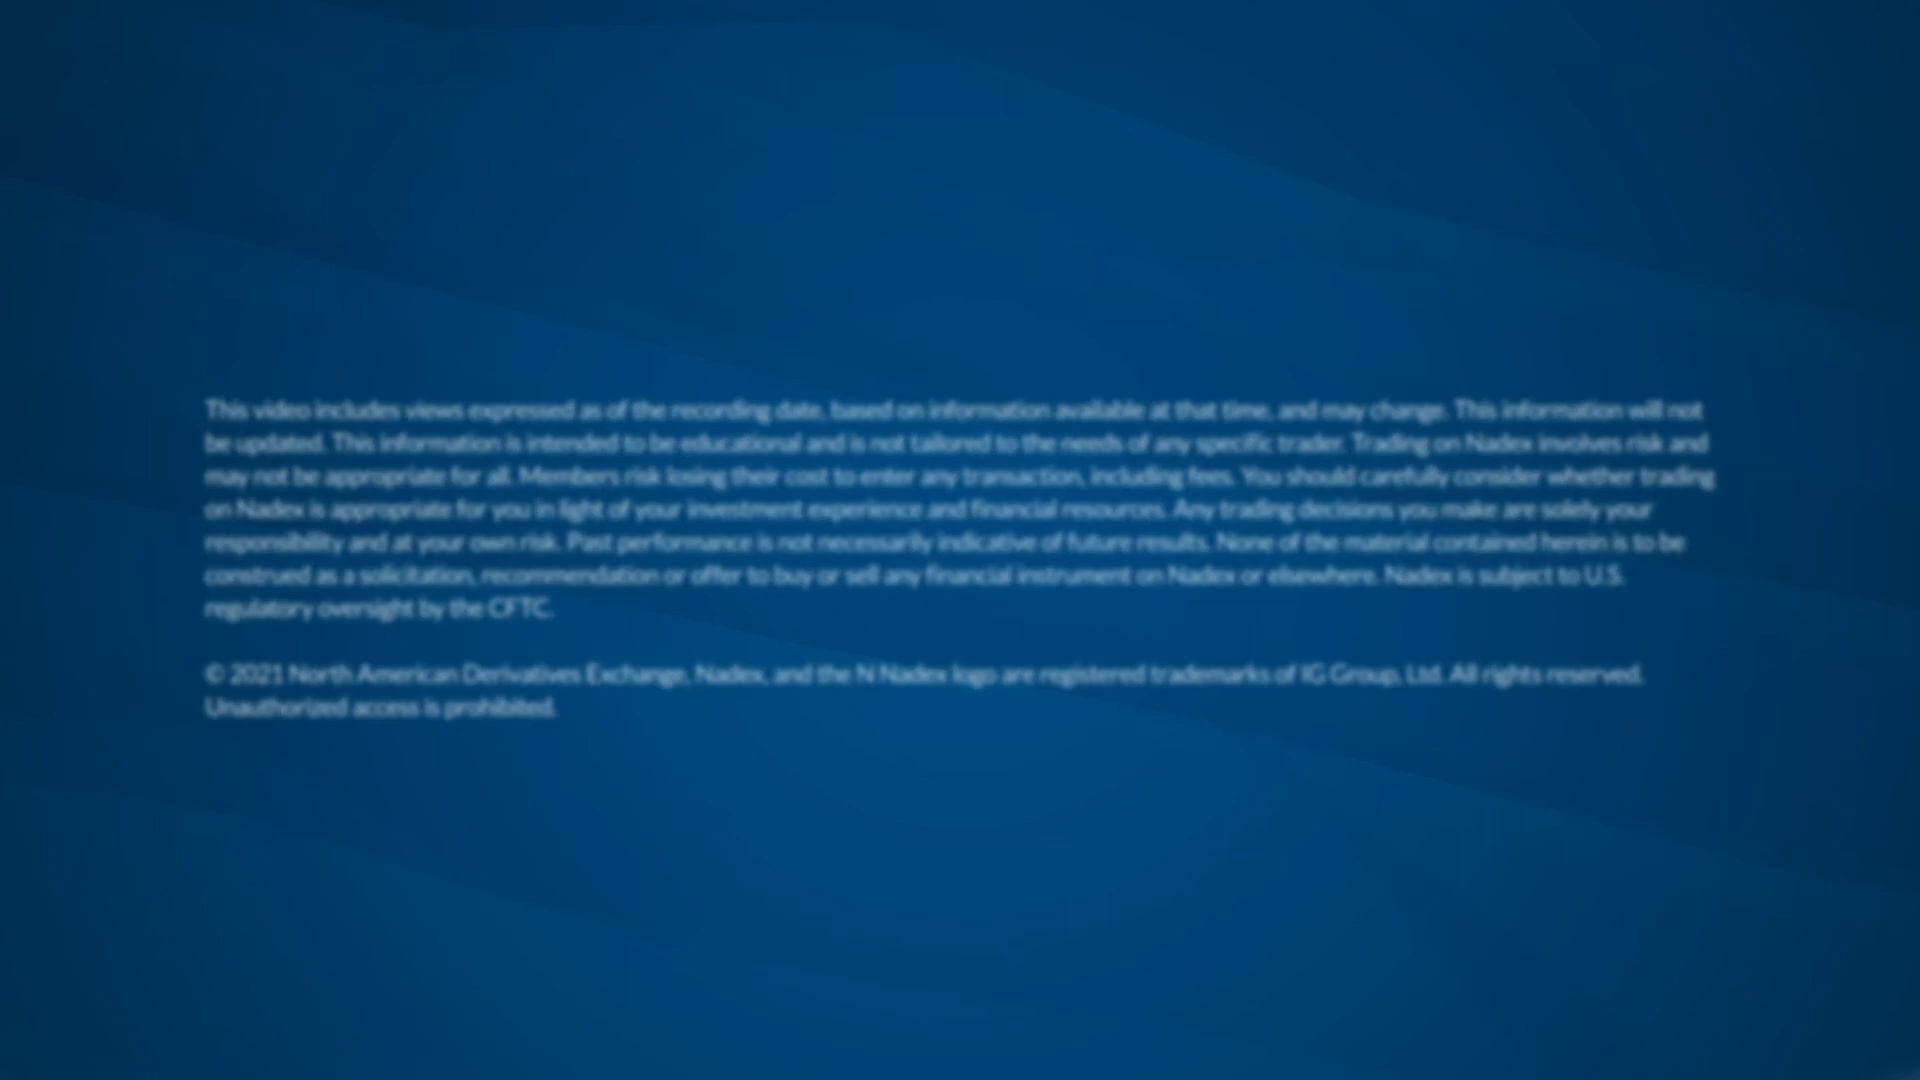 This video includes views expressed as of the recording date, based on information available at that time, and may change. This information will not
be updated. This information is intended to be educational and is not tailored to the needs of any specific trader. Trading on Nadex involves risk and
may not be appropriate for all. Members risk losing their cost to enter any transaction, including fees. You should carefully consider whether trading
on Nadex is appropriate for you in light of your investment experience and financial resources. Any trading decisions you make are solely your
responsibility and at your own risk. Past performance is not necessarily indicative of future results. None of the material contained herein is to be
construed as a solicitation, recommendation or offer to buy or sell any financial instrument on Nadex or elsewhere. Nadex is subject to U.S.
regulatory oversight by the CFTC.
© 2021 North American Derivatives Exchange, Nadex, and the N Nadex logo are registered trademarks of IG Group, Ltd. All rights reserved.
Unauthorized access is prohibited.